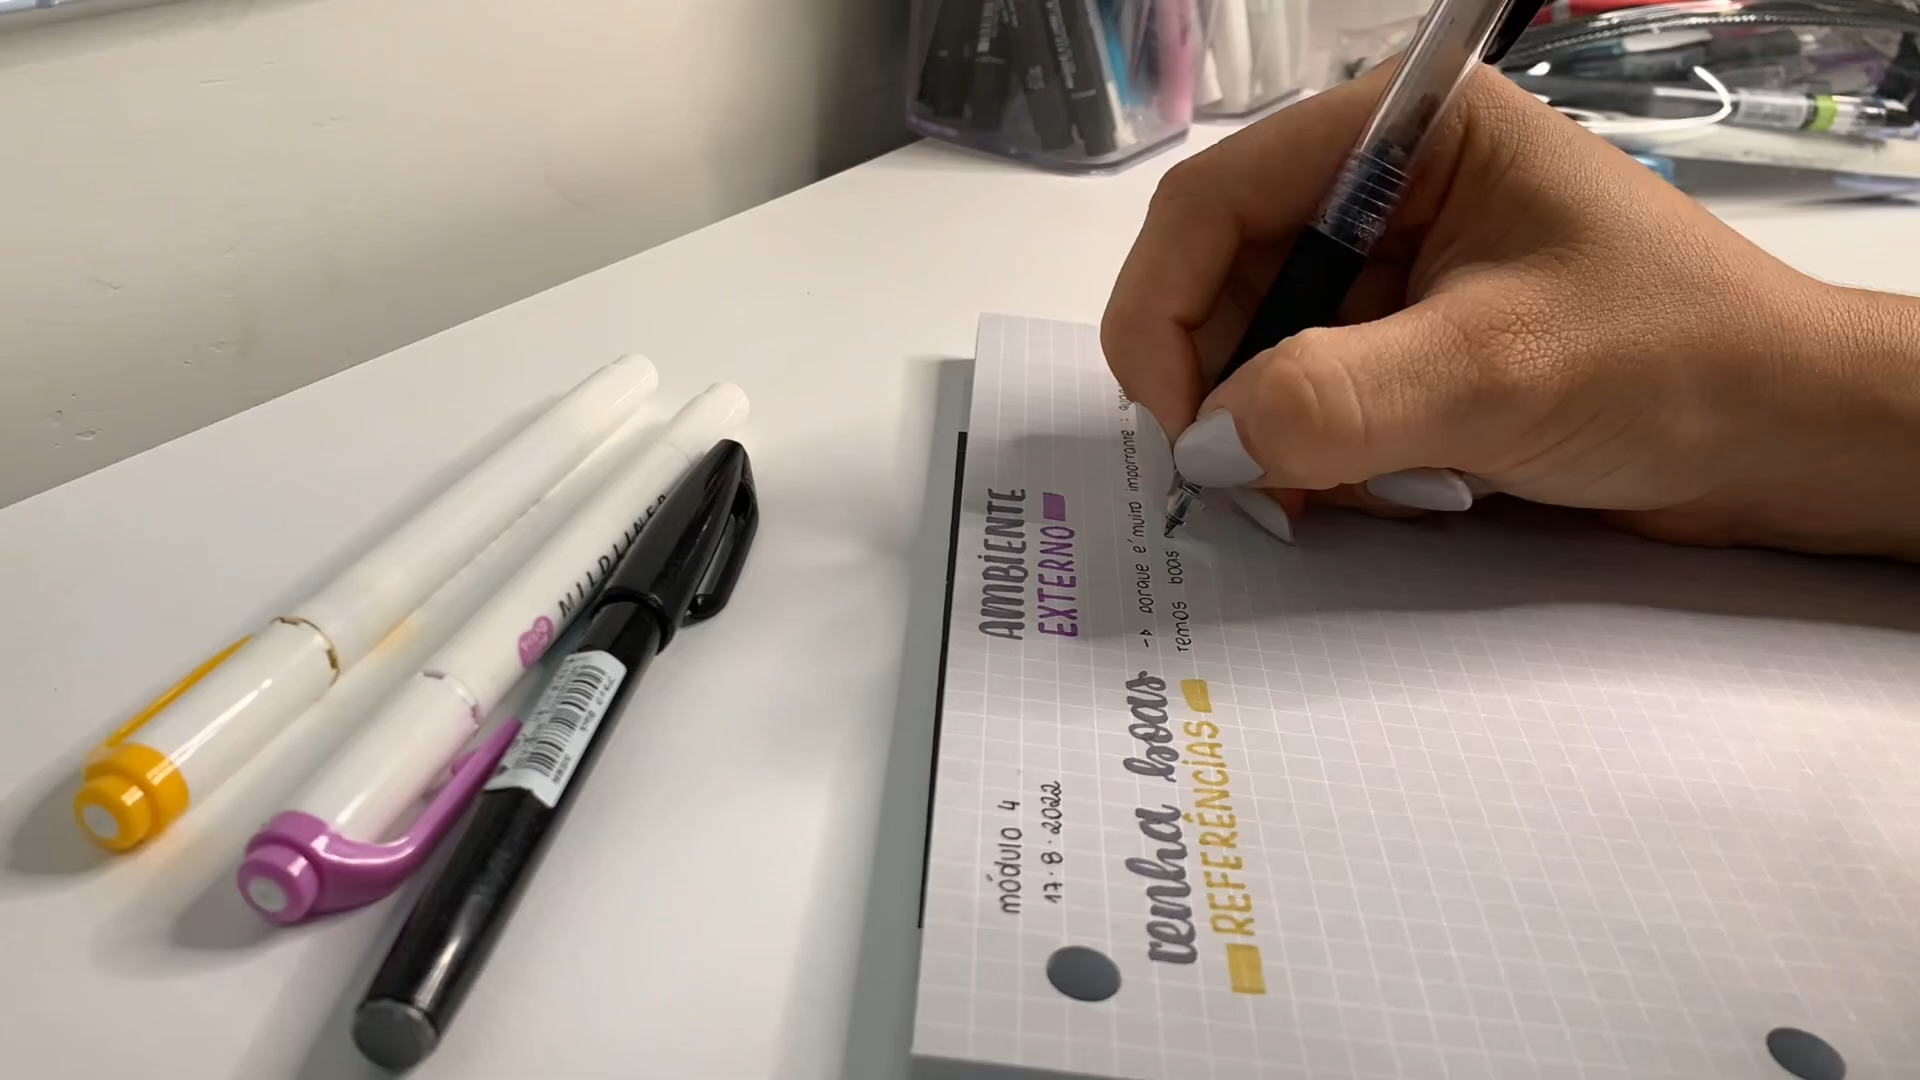 módulo 4
17.8.2022
AMBIENTE
EXTERNO
tenha boas
REFERÊNCIAS
-> porque é muito importante :
temos boas
MILDLINER